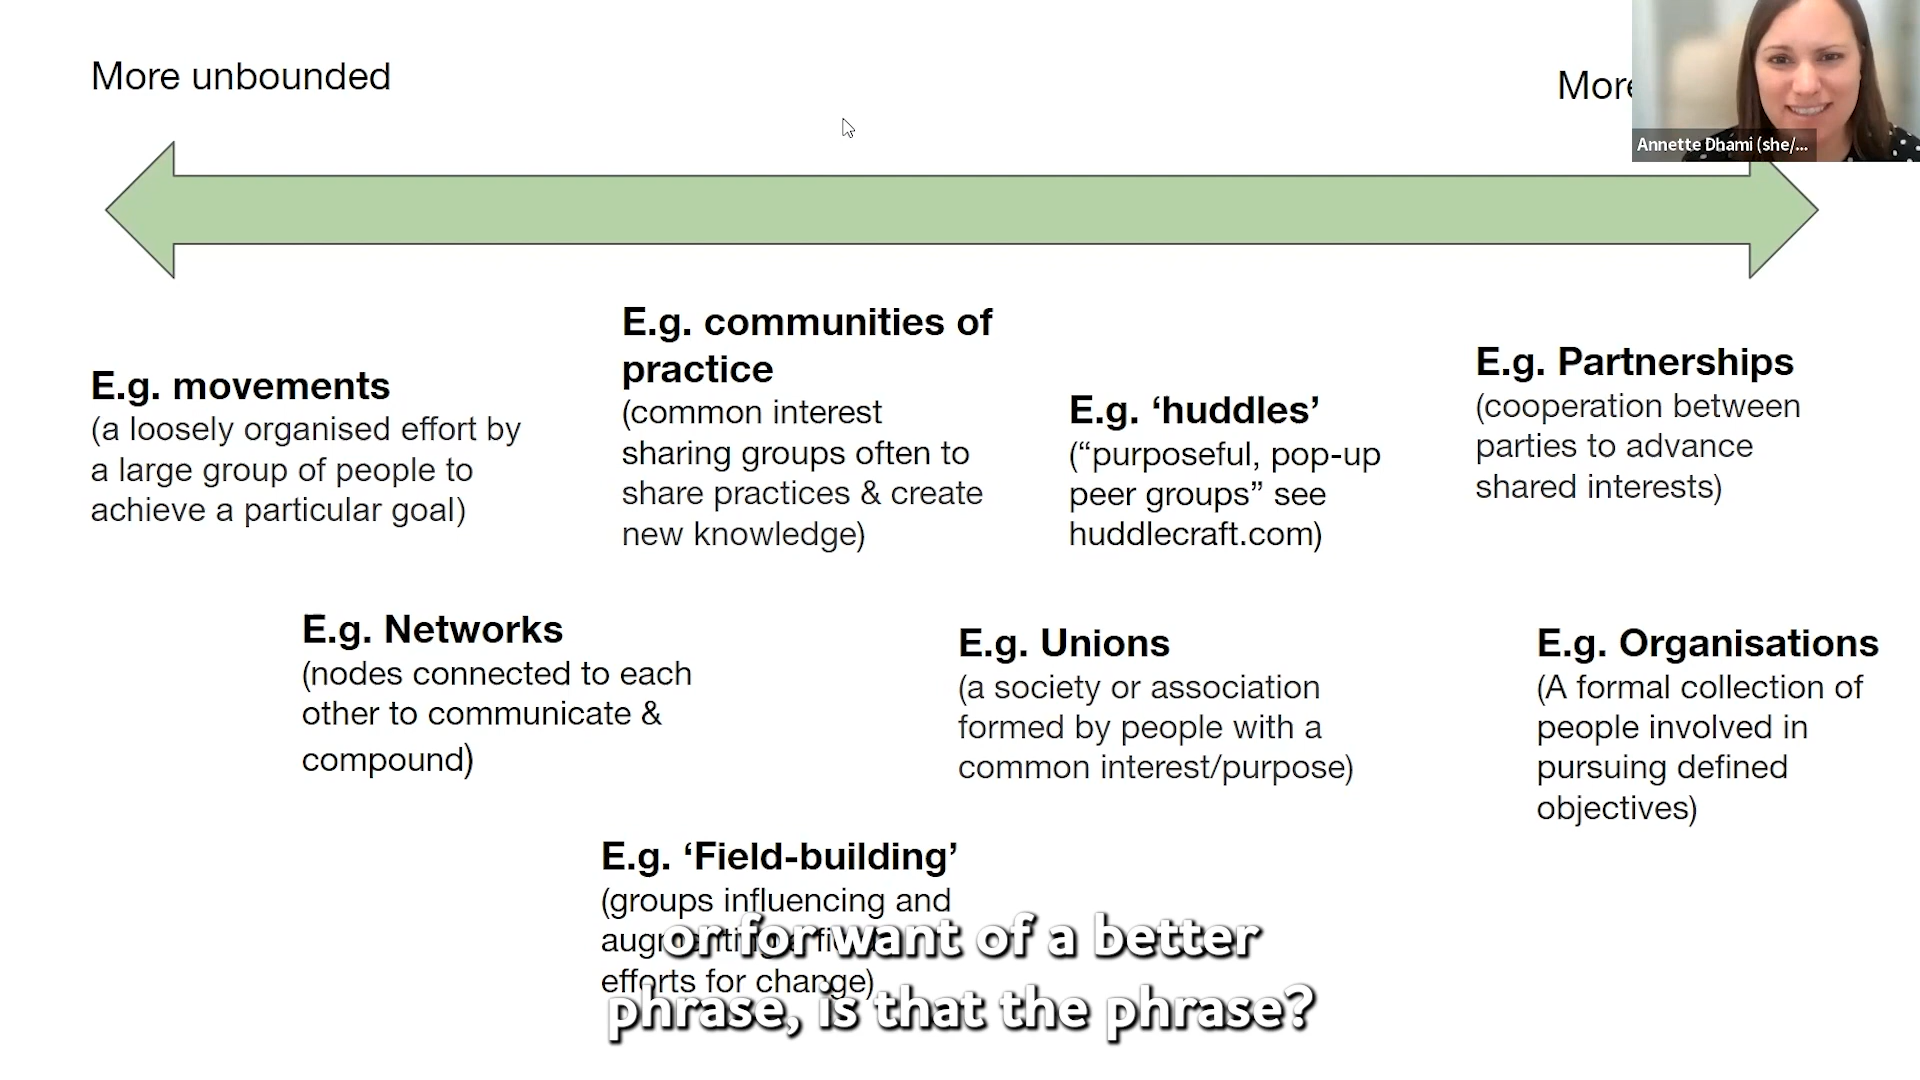 More unbounded
More
Annette Dhami (she/...
E.g. movements
(a loosely organised effort by
a large group of people to
achieve a particular goal)
E.g. communities of
practice
(common interest
sharing groups often to
share practices & create
new knowledge)
E.g. ‘huddles’
(“purposeful, pop-up
peer groups” see
huddlecraft.com)
E.g. Partnerships
(cooperation between
parties to advance
shared interests)
E.g. Networks
(nodes connected to each
other to communicate &
compound)
E.g. Unions
(a society or association
formed by people with a
common interest/purpose)
E.g. Organisations
(A formal collection of
people involved in
pursuing defined
objectives)
E.g. ‘Field-building’
(groups influencing and
efforts for change)
or for want of a better
phrase, is that the phrase?